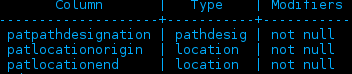 Column | Type | Modifiers
--------------------+----------+-----------
patpathdesignation | pathdesig | not null
patlocationorigin | location | not null
patlocationend | location | not null